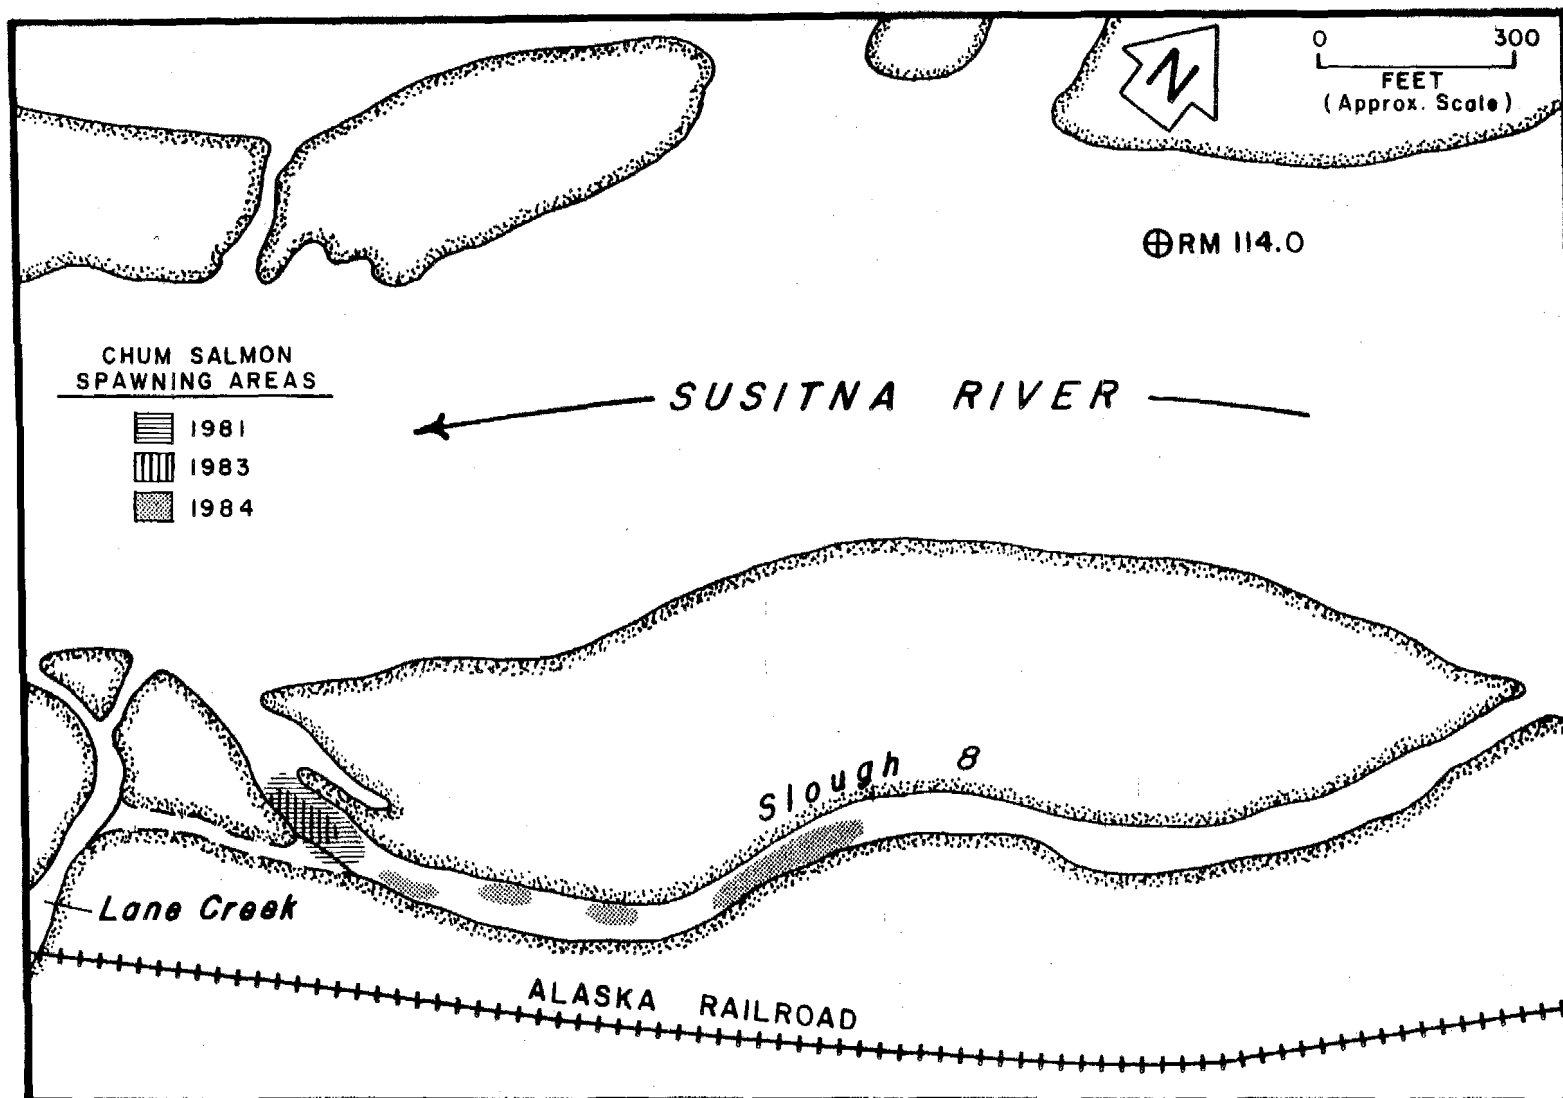 N
0 300
FEET
(Approx. Scale)
RM 114.0
CHUM SALMON
SPAWNING AREAS
1981
1983
1984
SUSITNA RIVER
Slough 8
Lane Creek
ALASKA RAILROAD